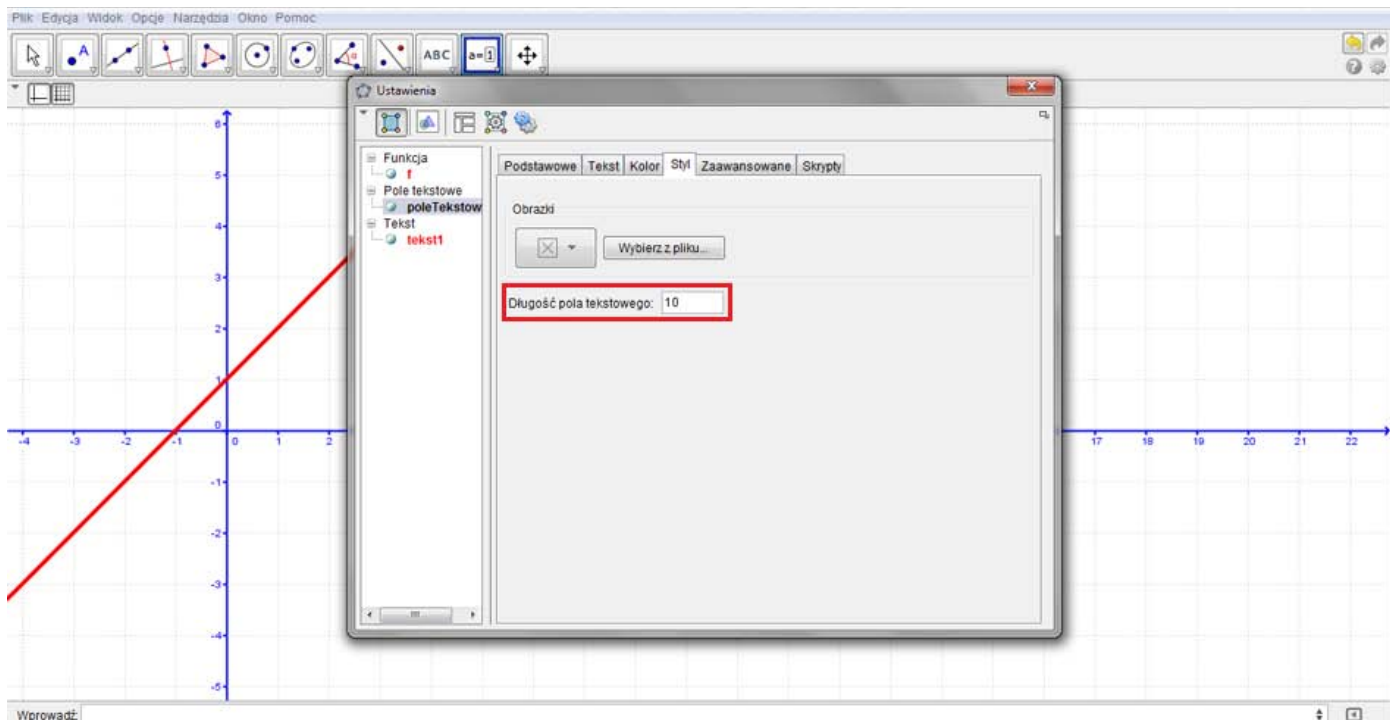 Plik Edycja Widok Opcje Narzędzia Okno Pomoc
A
α
ABC
a=1
Ustawienia
Funkcja
f
Pole tekstowe
poleTekstow
Tekst
tekst1
Podstawowe Tekst Kolor Styl Zaawansowane Skrypty
Obrazki
Wybierz z pliku...
Długość pola tekstowego: 10
6
5
4
3
2
1
0
-4 -3 -2 -1 0 1 2 17 18 19 20 21 22
-1
-2
-3
-4
-5
Wprowadź: